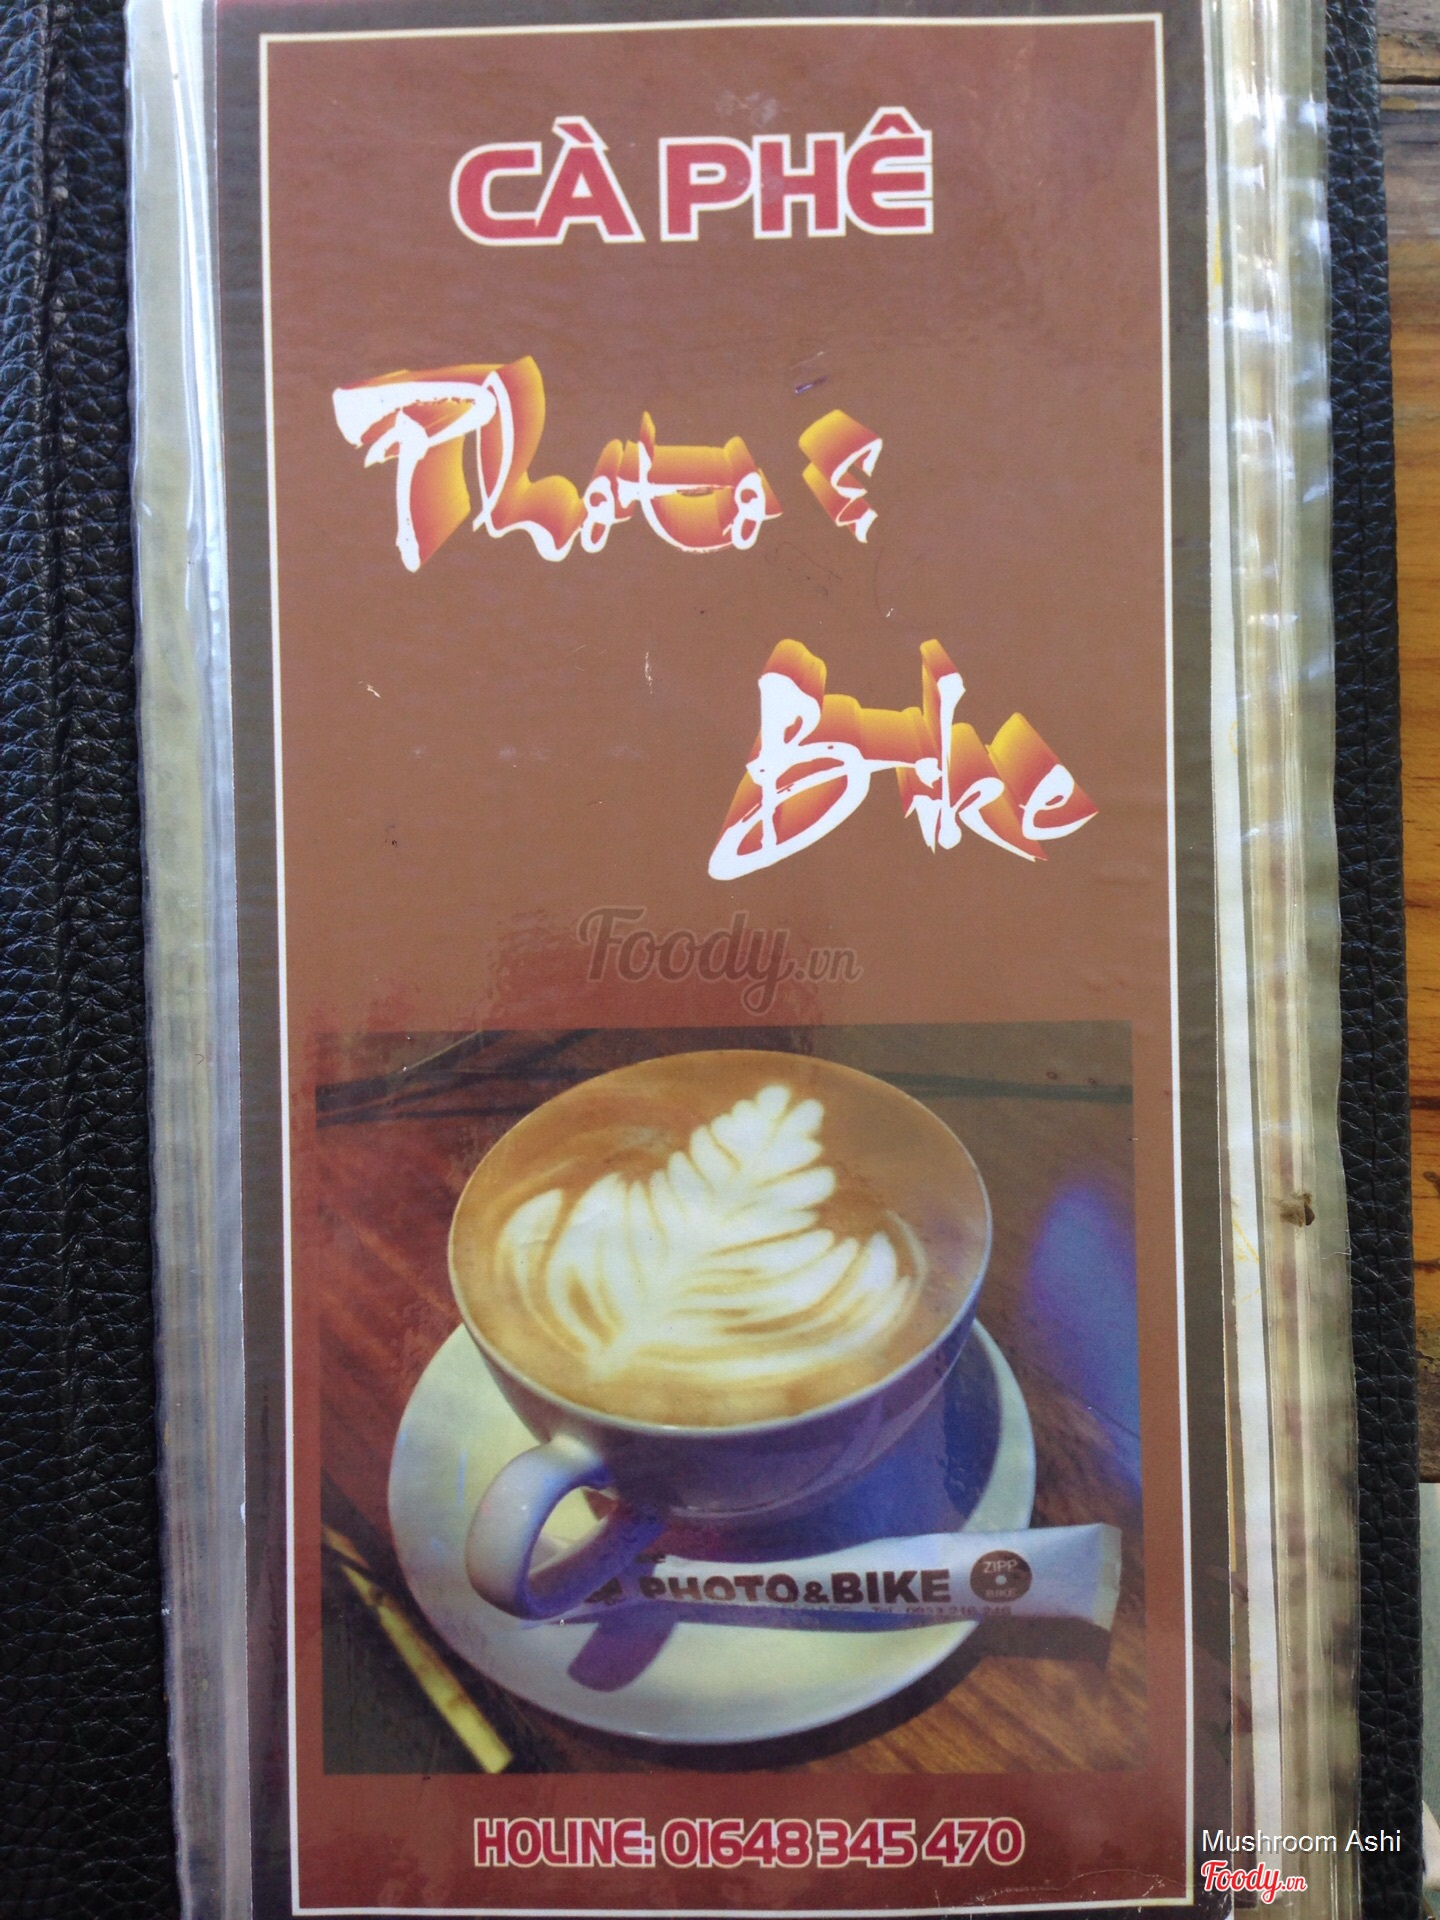 CÀ PHÊ
Photo &
Bike
Foody.vn
ZIPP
PHOTO&BIKE
BIKE
HOLINE: 01648 345 470
Mushroom Ashi
Foody.vn